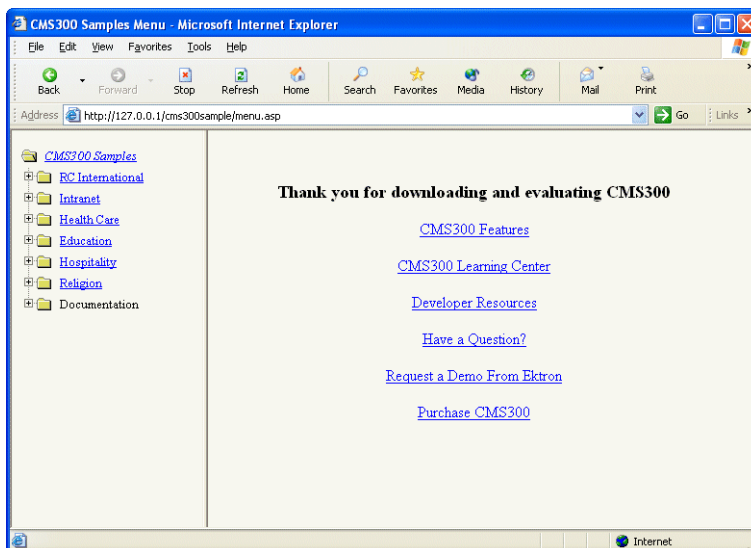 CMS300 Samples Menu - Microsoft Internet Explorer
File Edit View Favorites Tools Help
Back Forward Stop Refresh Home Search Favorites Media History Mail Print
Address http://127.0.0.1/cms300sample/menu.asp Go Links
CMS300 Samples
RC International
Intranet
Health Care
Education
Hospitality
Religion
Documentation
Thank you for downloading and evaluating CMS300
CMS300 Features
CMS300 Learning Center
Developer Resources
Have a Question?
Request a Demo From Ektron
Purchase CMS300
Internet